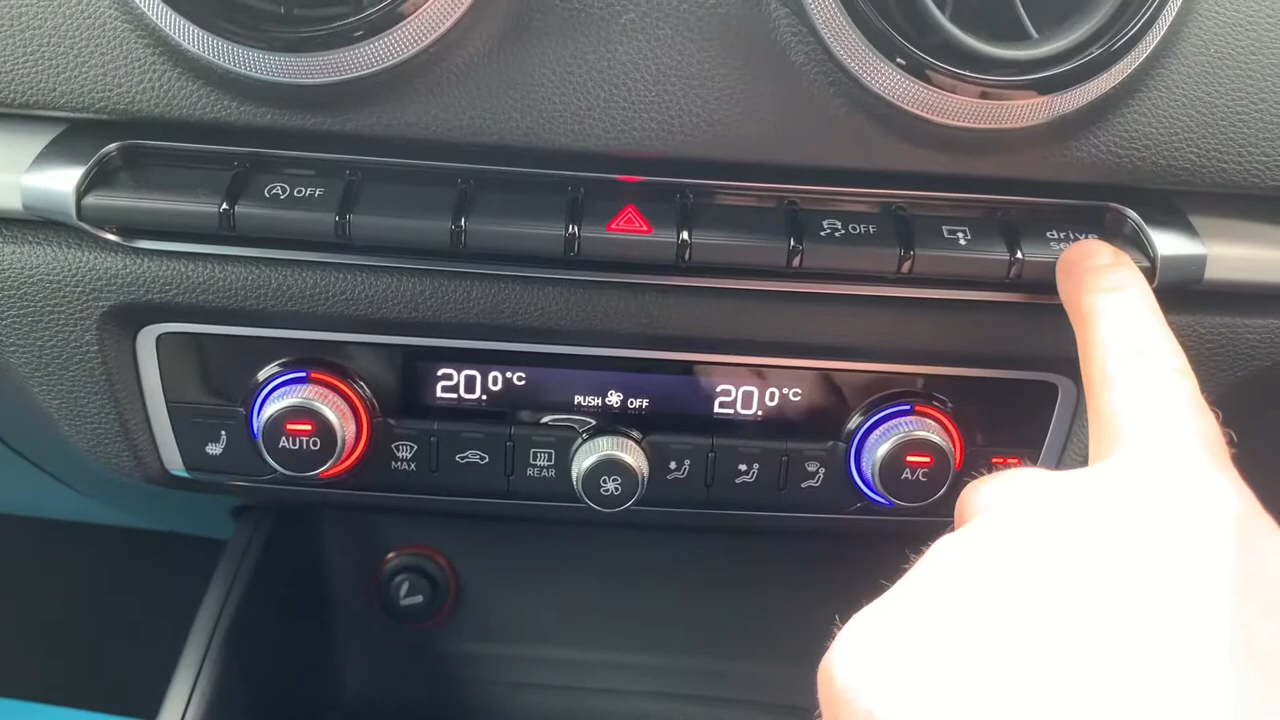 OFF
OFF
drive
20.0°C
PUSH OFF
20.0°C
AUTO
MAX
REAR
A/C